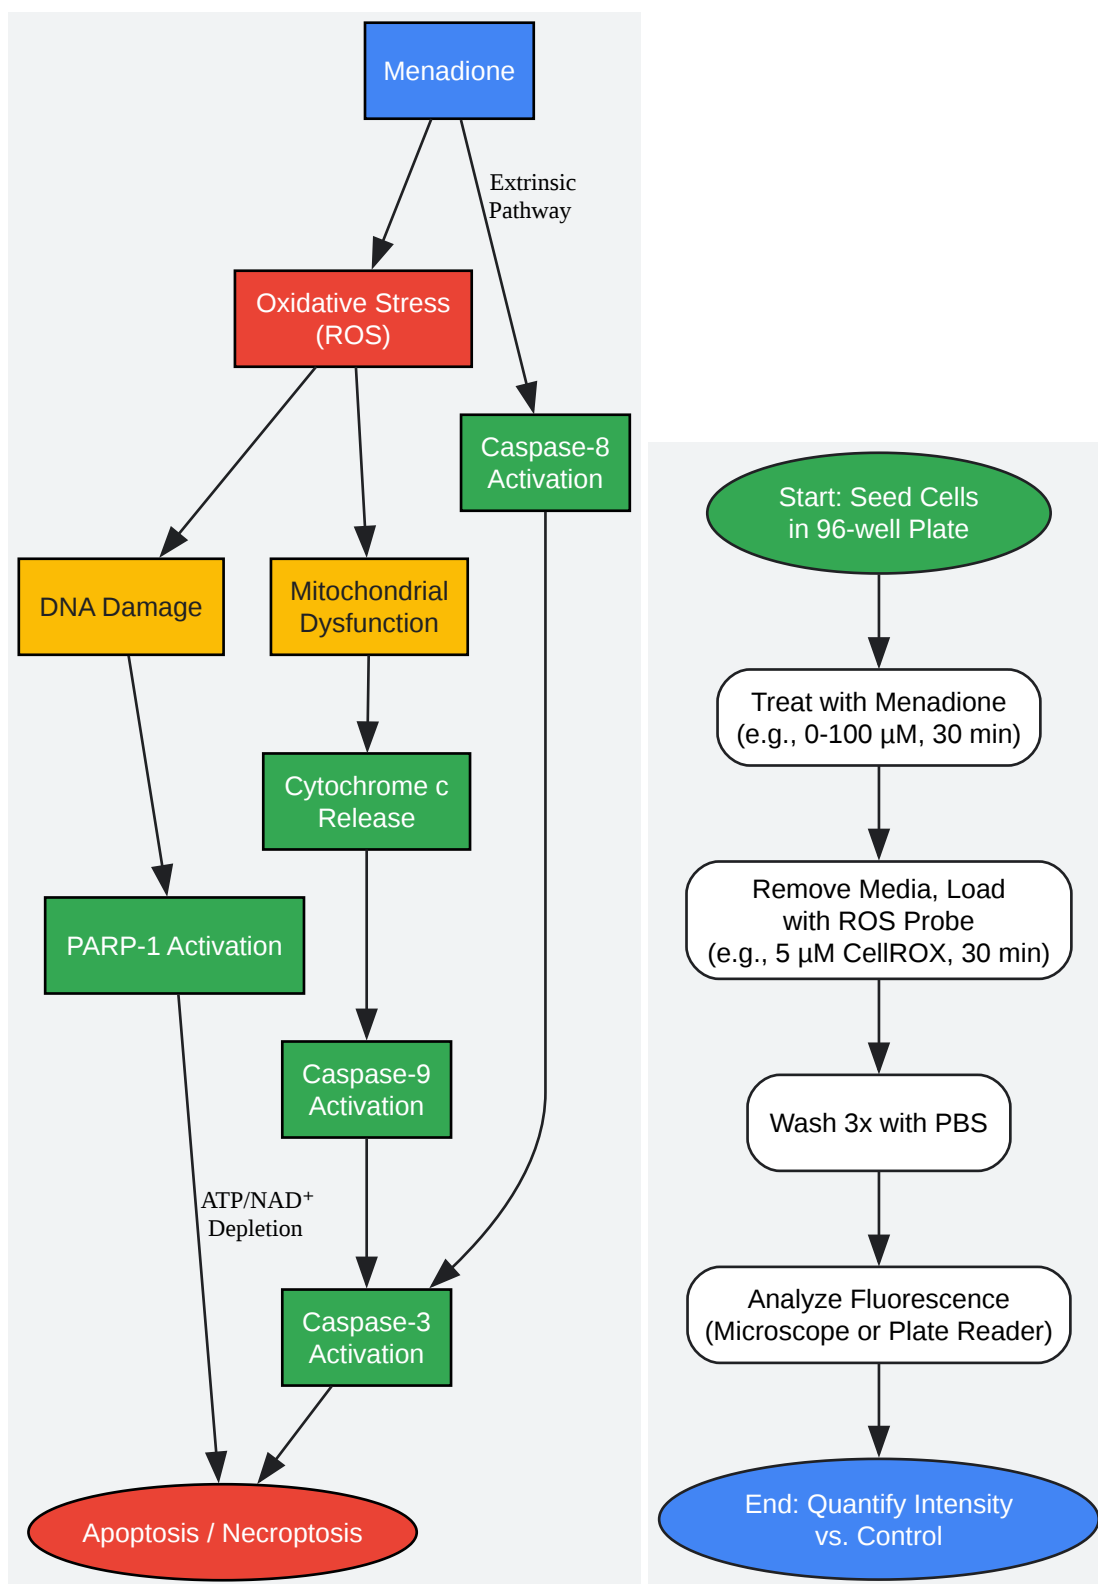 Menadione
Extrinsic
Pathway
Oxidative Stress
(ROS)
Caspase-8
Activation
DNA Damage
Mitochondrial
Dysfunction
Cytochrome c
Release
PARP-1 Activation
Caspase-9
Activation
ATP/NAD⁺
Depletion
Caspase-3
Activation
Apoptosis / Necroptosis
Start: Seed Cells
in 96-well Plate
Treat with Menadione
(e.g., 0-100 µM, 30 min)
Remove Media, Load
with ROS Probe
(e.g., 5 µM CellROX, 30 min)
Wash 3x with PBS
Analyze Fluorescence
(Microscope or Plate Reader)
End: Quantify Intensity
vs. Control